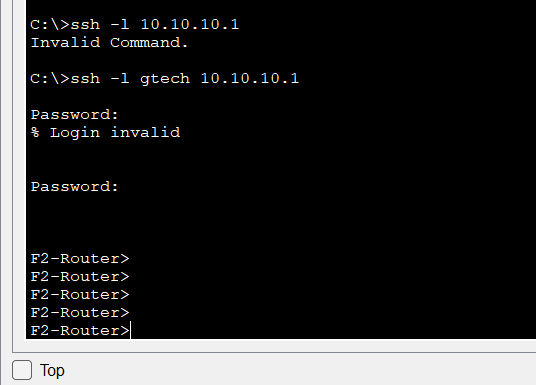 C:\>ssh -l 10.10.10.1
Invalid Command.
C:\>ssh -l gtech 10.10.10.1
Password:
% Login invalid
Password:
F2-Router>
F2-Router>
F2-Router>
F2-Router>
F2-Router>
Top